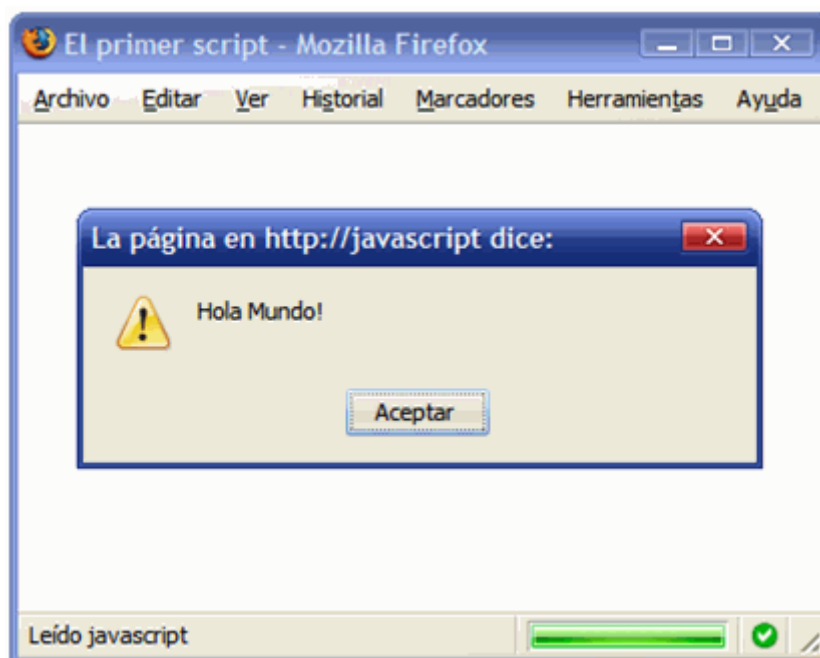 El primer script - Mozilla Firefox
Archivo Editar Ver Historial Marcadores Herramientas Ayuda
La página en http://javascript dice:
Hola Mundo!
Aceptar
Leído javascript